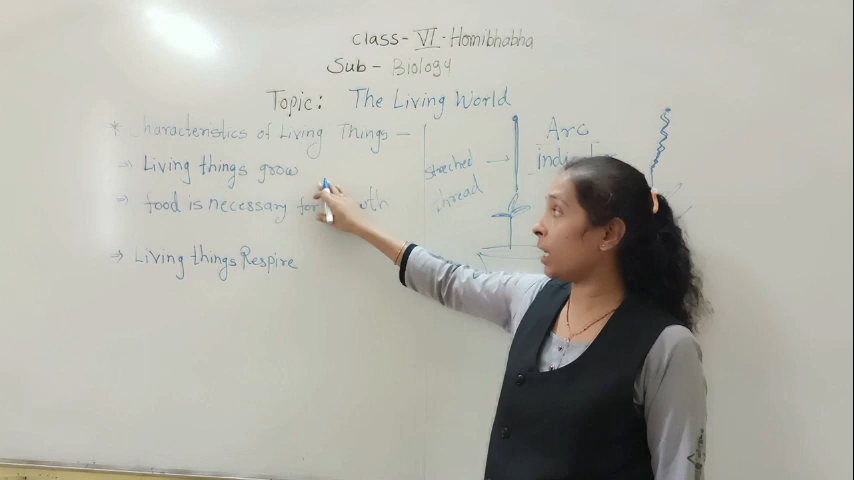 Class- VI - Homibhabha
Sub - Biology
Topic: The Living World
* Characteristics of Living Things -
→ Living things grow
→ food is necessary for
→ Living things Respire
Streched
thread
Arc